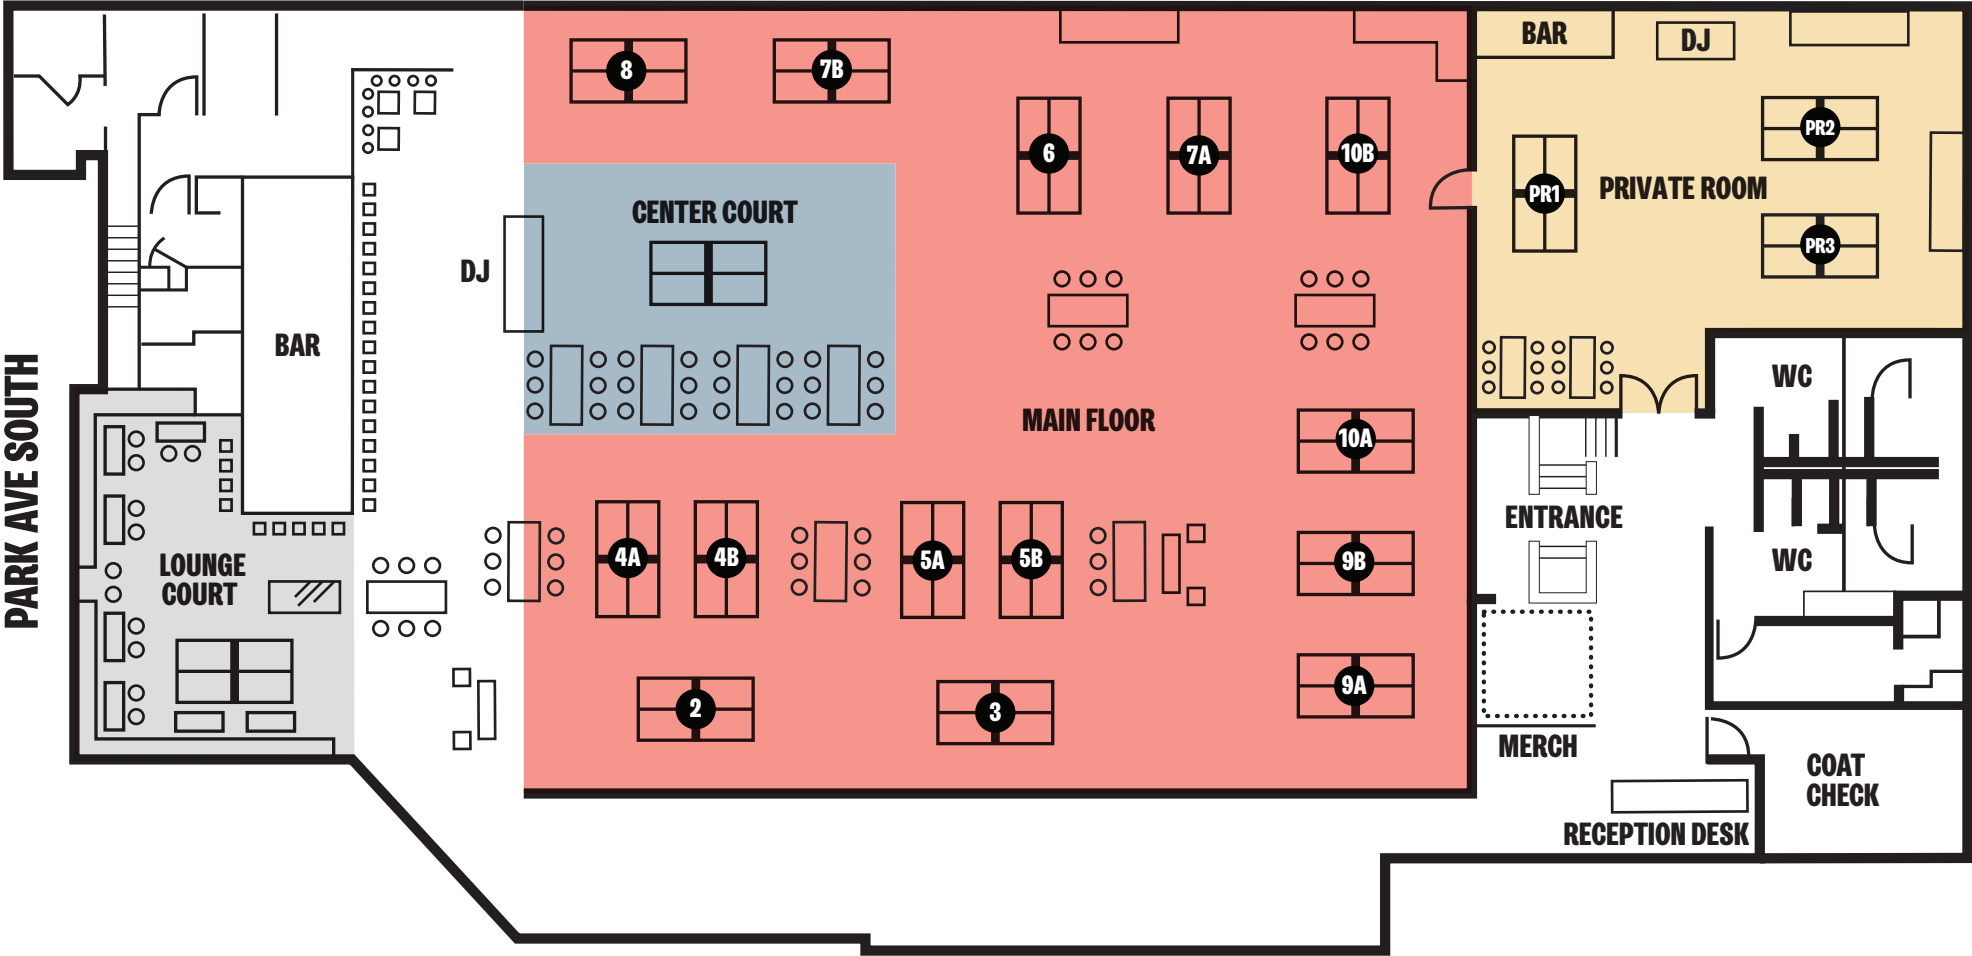 8
7B
BAR
DJ
6
7A
10B
PR2
PR1
PRIVATE ROOM
PR3
CENTER COURT
DJ
BAR
PARK AVE SOUTH
MAIN FLOOR
10A
WC
ENTRANCE
WC
LOUNGE
COURT
4A
4B
5A
5B
9B
2
3
9A
MERCH
COAT
CHECK
RECEPTION DESK